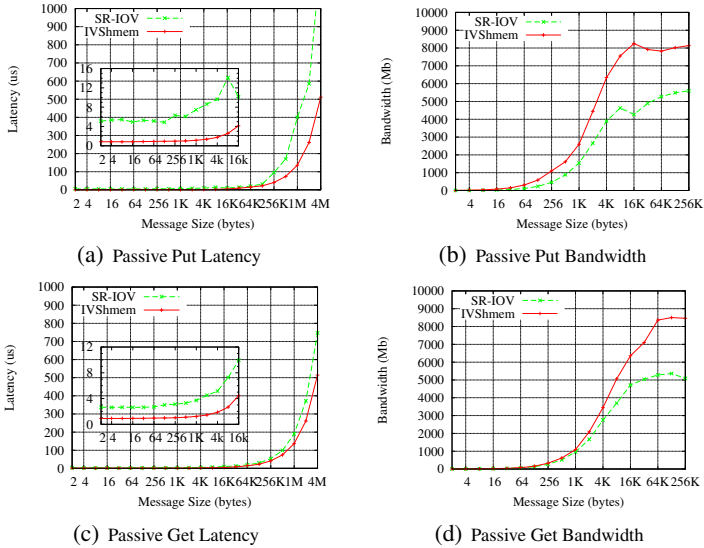 1000
900
800
700
600
500
400
300
200
100
0
SR-IOV
IVShmem
16
12
8
4
0
2 4 16 64 256 1K 4k 16k
2 4 16 64 256 1K 4K 16K 64K 256K 1M 4M
Latency (us)
Message Size (bytes)
(a) Passive Put Latency
10000
9000
8000
7000
6000
5000
4000
3000
2000
1000
0
SR-IOV
IVShmem
4 16 64 256 1K 4K 16K 64K 256K
Bandwidth (Mb)
Message Size (bytes)
(b) Passive Put Bandwidth
1000
900
800
700
600
500
400
300
200
100
0
SR-IOV
IVShmem
12
8
4
0
2 4 16 64 256 1K 4k 16k
2 4 16 64 256 1K 4K 16K 64K 256K 1M 4M
Latency (us)
Message Size (bytes)
(c) Passive Get Latency
10000
9000
8000
7000
6000
5000
4000
3000
2000
1000
0
SR-IOV
IVShmem
4 16 64 256 1K 4K 16K 64K 256K
Bandwidth (Mb)
Message Size (bytes)
(d) Passive Get Bandwidth